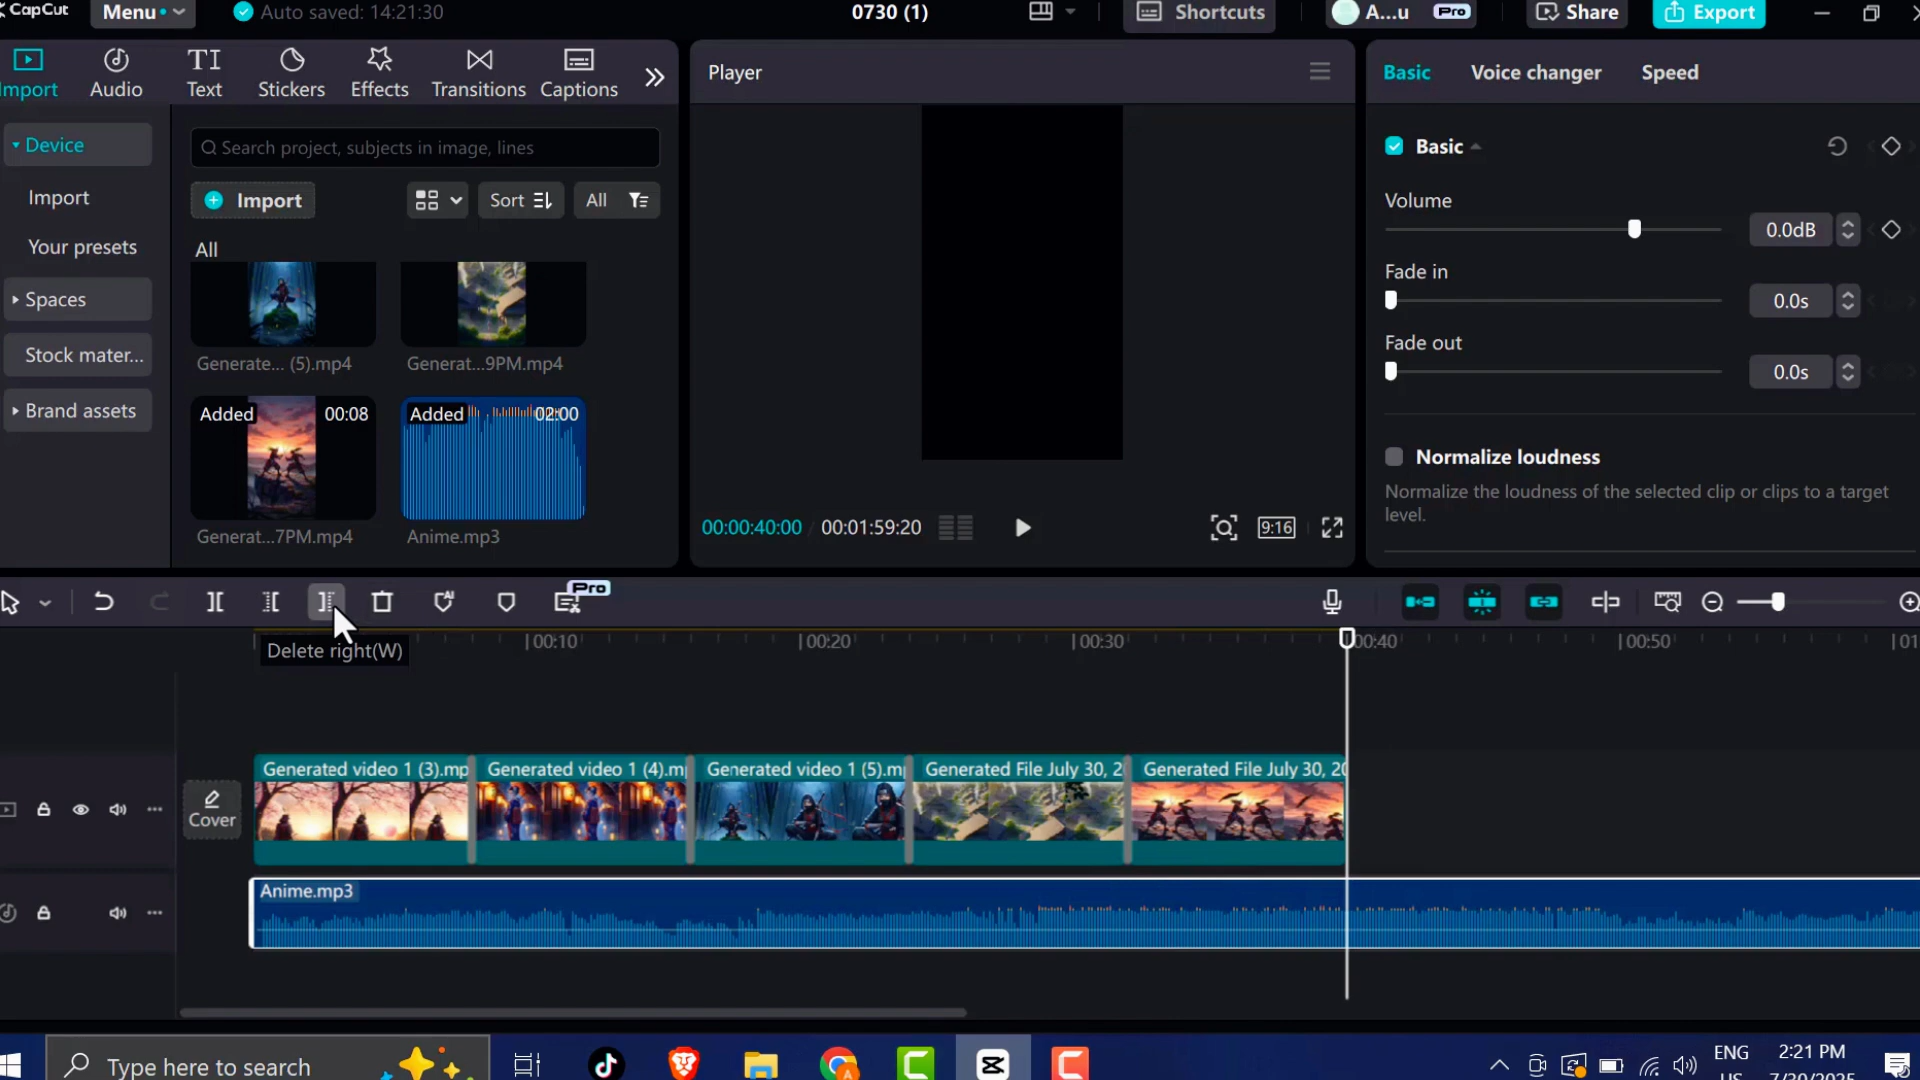 CapCut
Menu
Auto saved: 14:21:30
0730 (1)
Shortcuts
A...u
Pro
Share
Export
Import
Audio
TI
Text
Stickers
Effects
Transitions
Captions
Player
Basic
Voice changer
Speed
Device
Import
Your presets
Spaces
Stock mater...
Brand assets
Search project, subjects in image, lines
Import
Sort
All
All
Generate... (5).mp4
Generat...9PM.mp4
Added
00:08
Added
02:00
Generat...7PM.mp4
Anime.mp3
00:00:40:00
00:01:59:20
9:16
Basic
Volume
0.0dB
Fade in
0.0s
Fade out
0.0s
Normalize loudness
Normalize the loudness of the selected clip or clips to a target
level.
Pro
Delete right(W)
00:10
00:20
00:30
00:40
00:50
01
Cover
Generated video 1 (3).mp
Generated video 1 (4).m
Generated video 1 (5).m
Generated File July 30, 2
Generated File July 30, 20
Anime.mp3
Type here to search
ENG
US
2:21 PM
7/30/2025